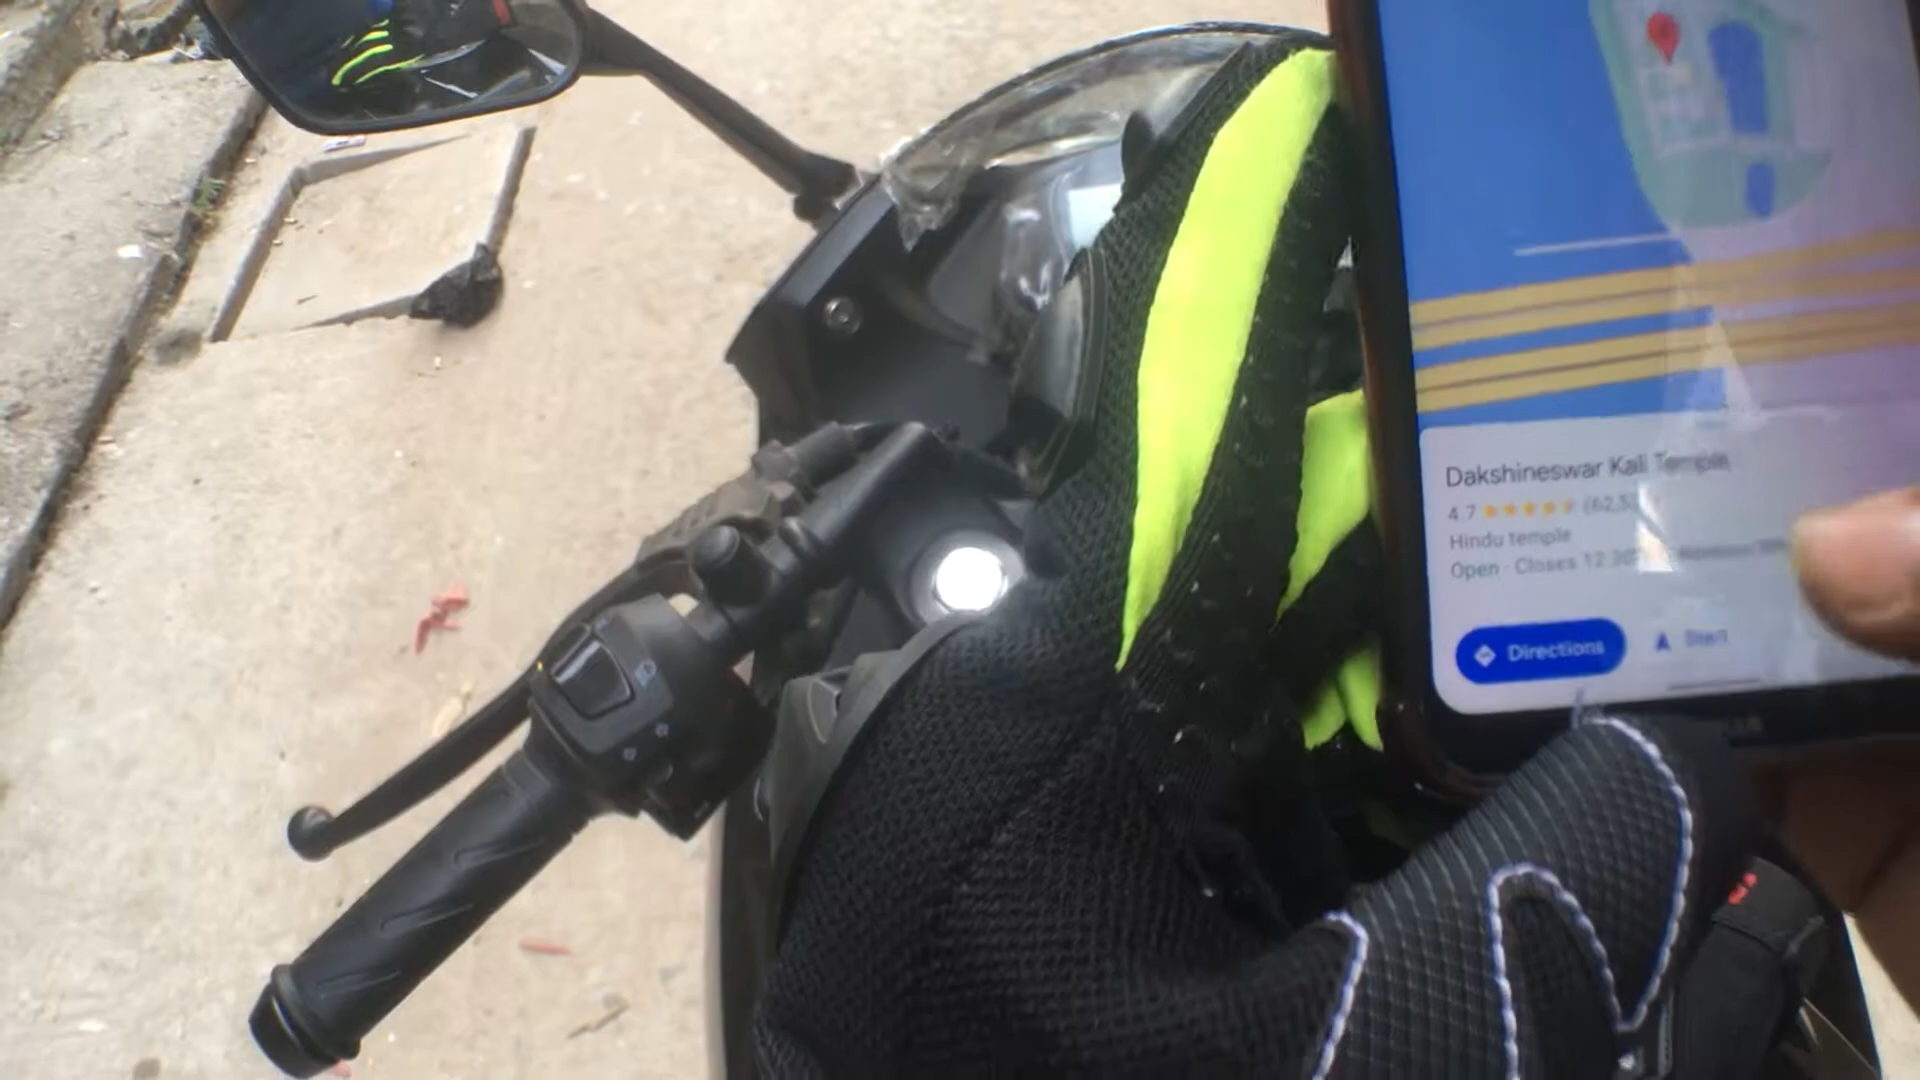 Dakshineswar Kali Temple
4.7
Hindu temple
Open · Closes 12:30
Directions
Start